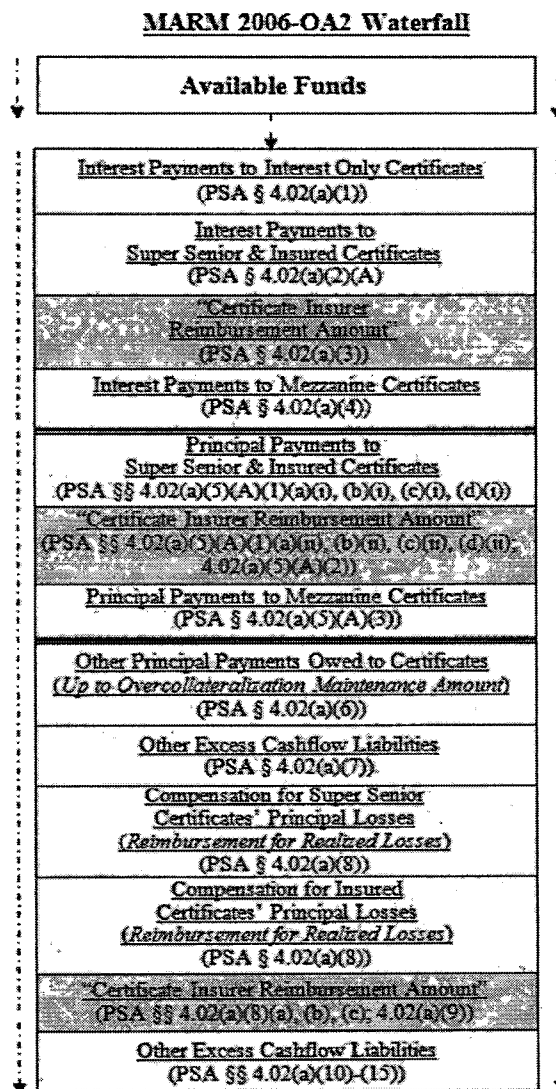 MARM 2006-OA2 Waterfall
Available Funds
Interest Payments to Interest Only Certificates
(PSA § 4.02(a)(1))
Interest Payments to
Super Senior & Insured Certificates
(PSA § 4.02(a)(2)(A)
"Certificate Insurer
Reimbursement Amount"
(PSA § 4.02(a)(3))
Interest Payments to Mezzanine Certificates
(PSA § 4.02(a)(4))
Principal Payments to
Super Senior & Insured Certificates
(PSA §§ 4.02(a)(5)(A)(1)(a)(i), (b)(i), (c)(i), (d)(i))
"Certificate Insurer Reimbursement Amount"
(PSA §§ 4.02(a)(5)(A)(1)(a)(ii), (b)(ii), (c)(ii), (d)(ii);
4.02(a)(5)(A)(2))
Principal Payments to Mezzanine Certificates
(PSA § 4.02(a)(5)(A)(3))
Other Principal Payments Owed to Certificates
(Up to Overcollateralization Maintenance Amount)
(PSA § 4.02(a)(6))
Other Excess Cashflow Liabilities
(PSA § 4.02(a)(7))
Compensation for Super Senior
Certificates' Principal Losses
(Reimbursement for Realized Losses)
(PSA § 4.02(a)(8))
Compensation for Insured
Certificates' Principal Losses
(Reimbursement for Realized Losses)
(PSA § 4.02(a)(8))
"Certificate Insurer Reimbursement Amount"
(PSA §§ 4.02(a)(8)(a), (b), (c); 4.02(a)(9))
Other Excess Cashflow Liabilities
(PSA §§ 4.02(a)(10)-(15))